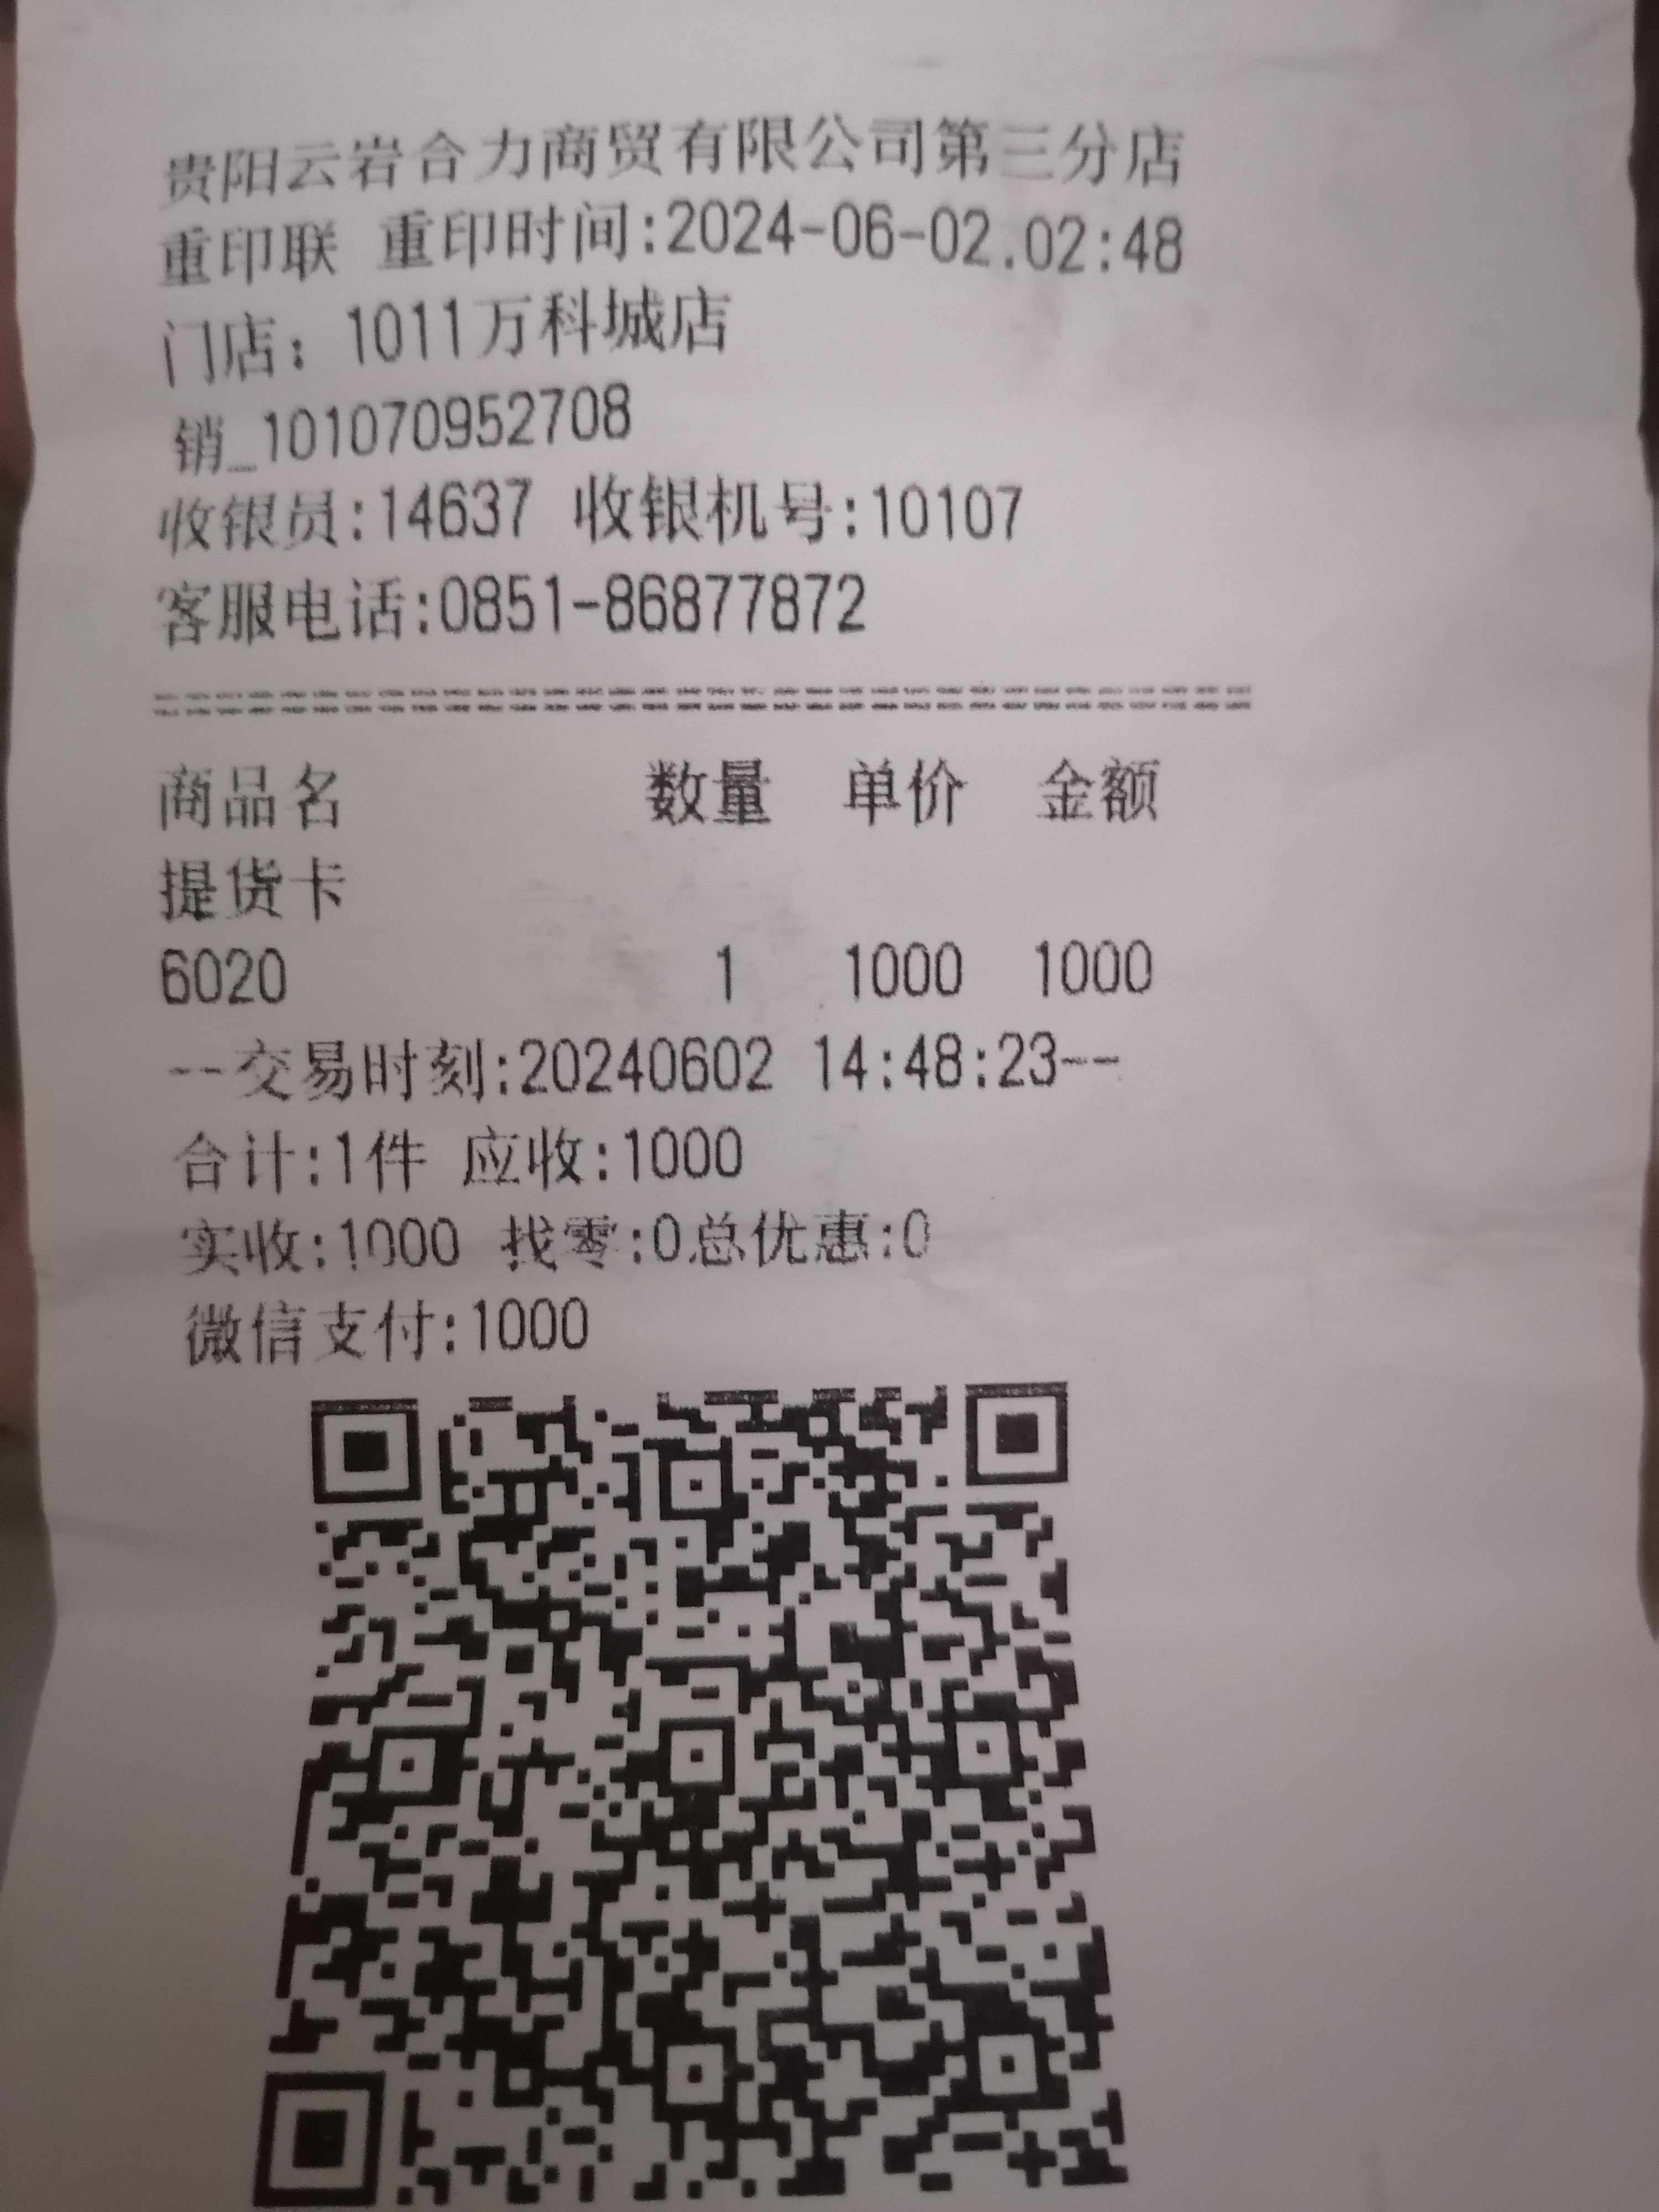 贵阳云岩合力商贸有限公司第三分店
重印联 重印时间:2024-06-02.02:48
门店: 1011万科城店
销_101070952708
收银员:14637 收银机号:10107
客服电话:0851-86877872
商品名 数量 单价 金额
提货卡
6020 1 1000 1000
--交易时刻:20240602 14:48:23--
合计:1件 应收:1000
实收:1000 找零:0总优惠:0
微信支付:1000